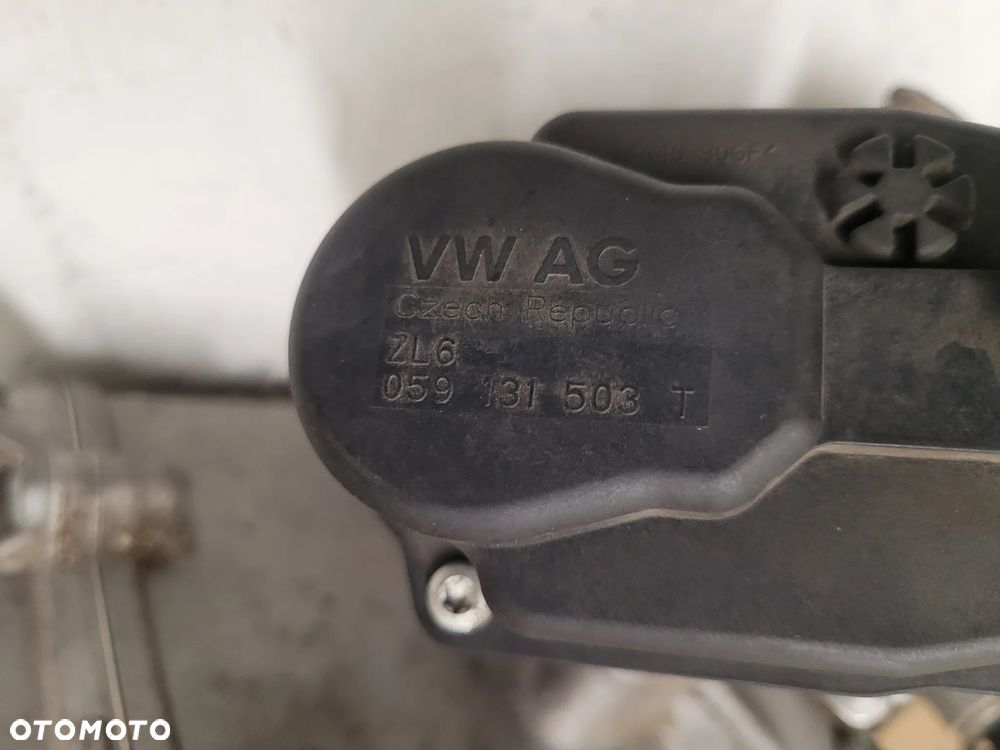 VW AG
Czech Republic
ZL6
059 131 503 T
OTOMOTO